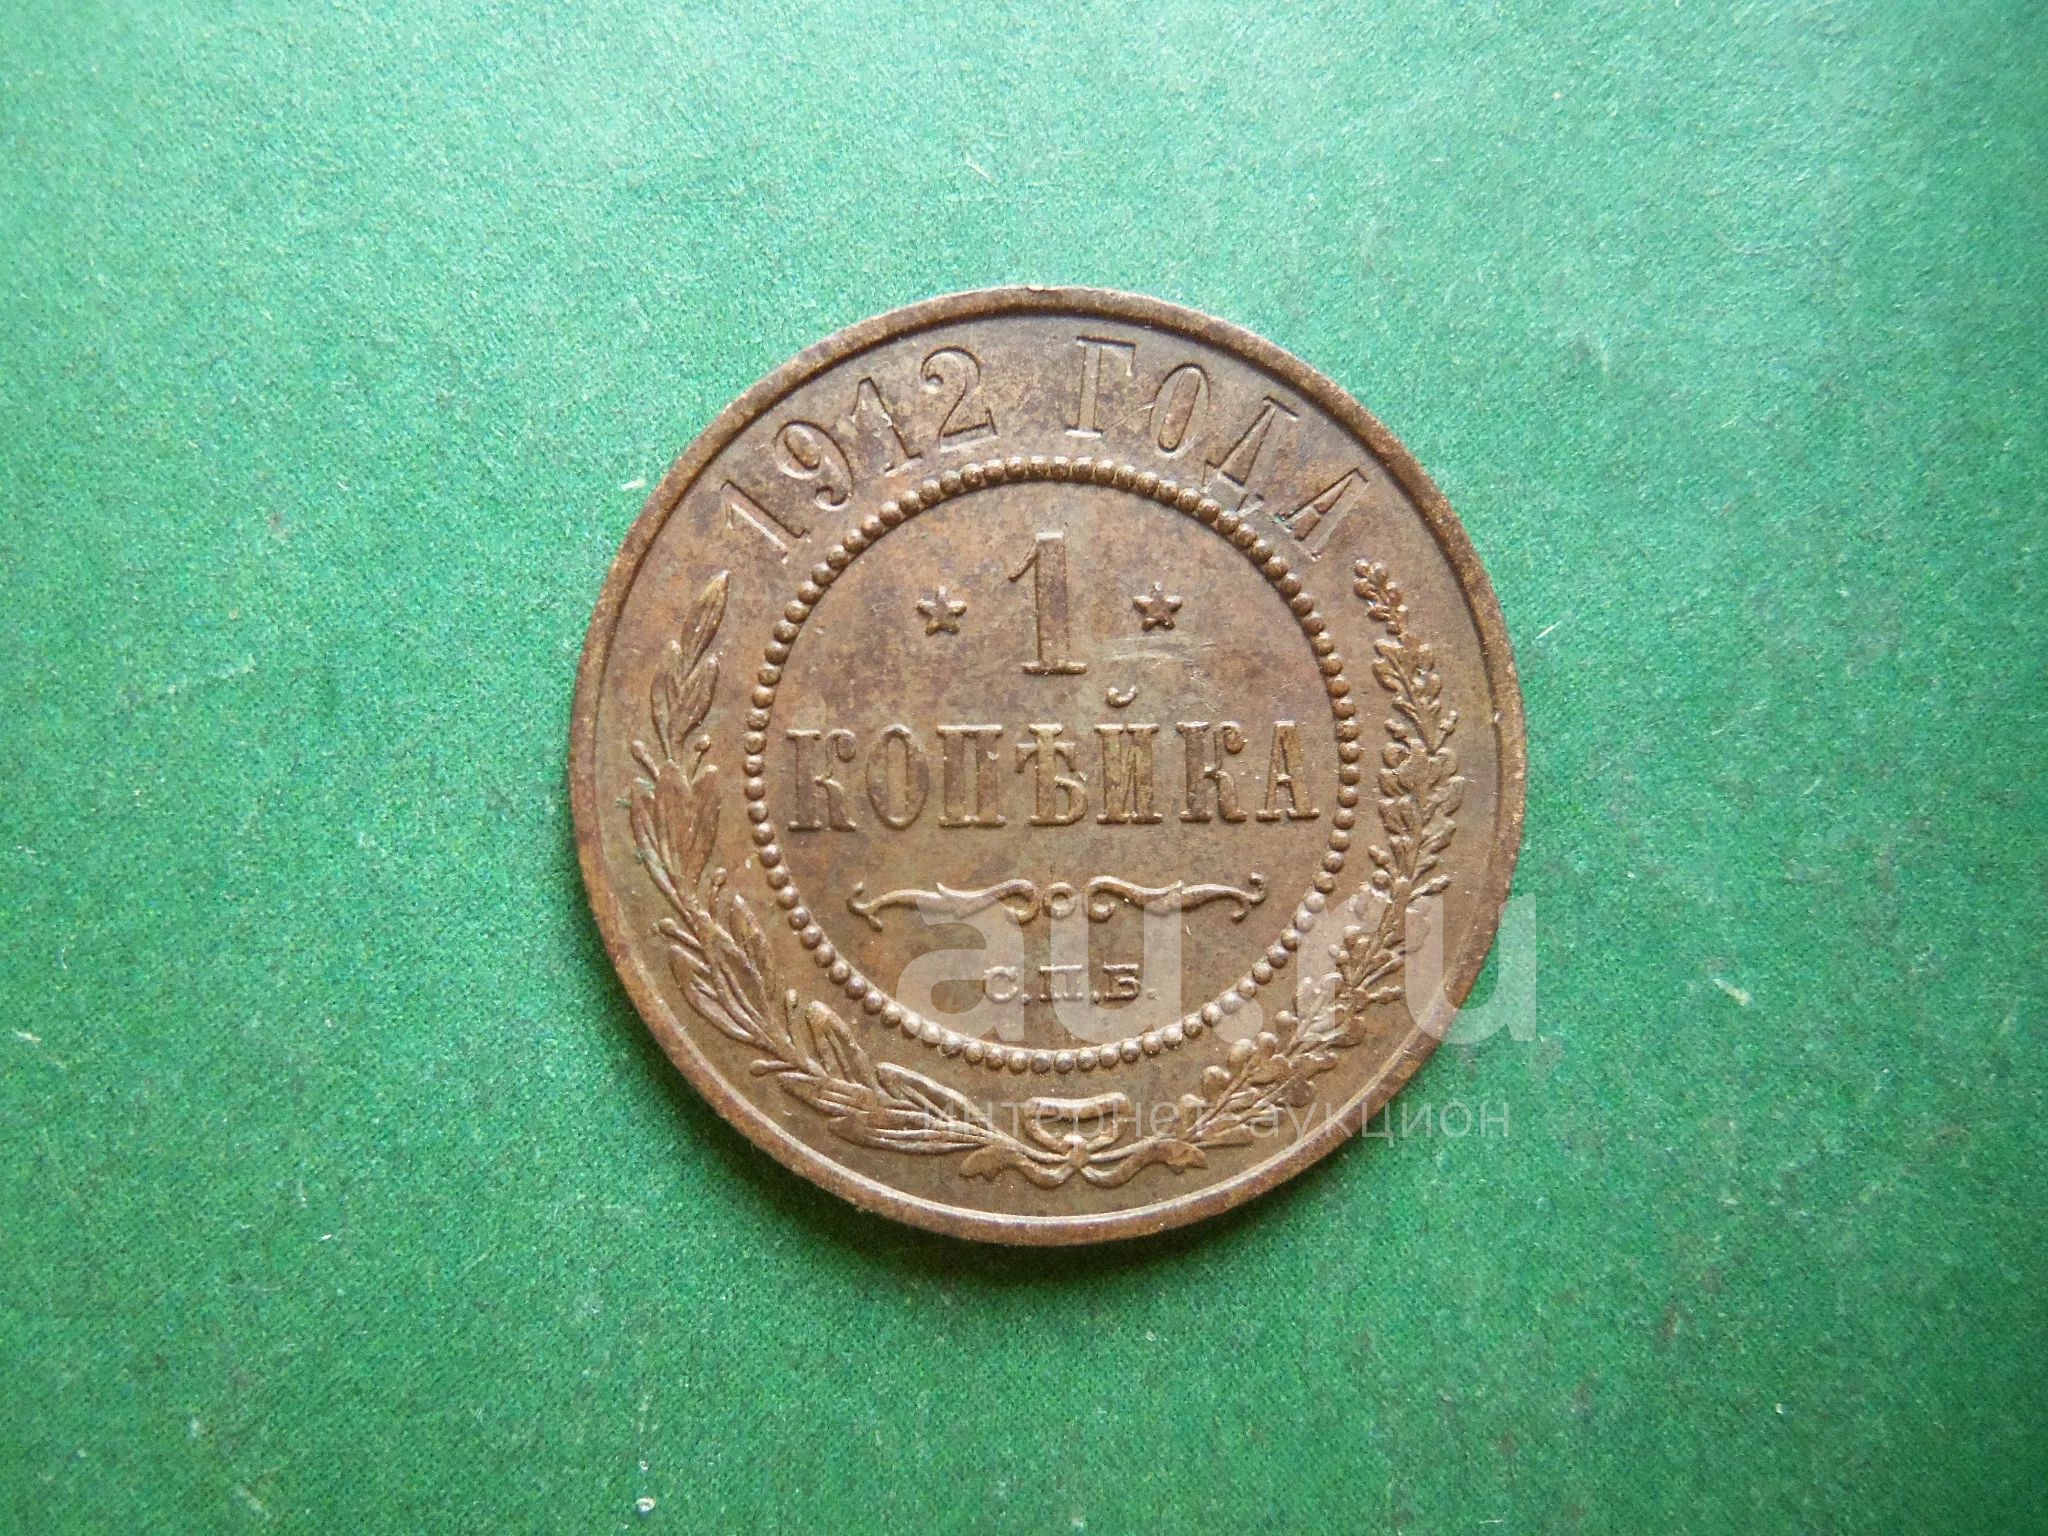 1912 ГОДА
1
КОПѢЙКА
С.П.Б.
au.ru
интернет аукцион